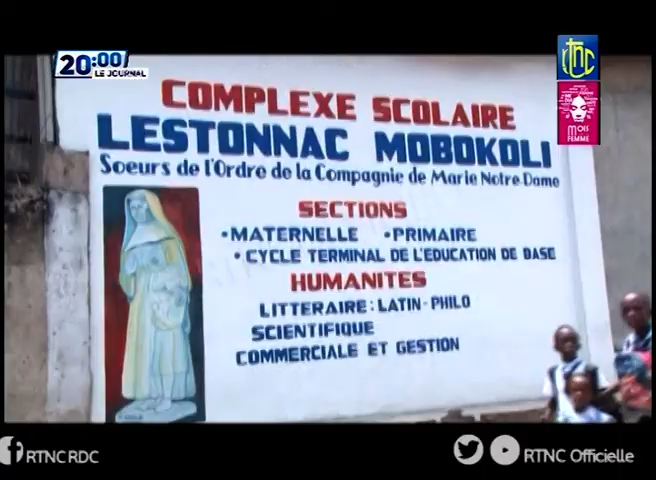 20:00
LE JOURNAL
rtnc
MOIS
FEMME
COMPLEXE SCOLAIRE
LESTONNAC MOBOKOLI
Soeurs de l'Ordre de la Compagnie de Marie Notre-Dame
SECTIONS
•MATERNELLE •PRIMAIRE
•CYCLE TERMINAL DE L'EDUCATION DE BASE
HUMANITES
LITTERAIRE: LATIN-PHILO
SCIENTIFIQUE
COMMERCIALE ET GESTION
RTNCRDC
RTNC Officielle